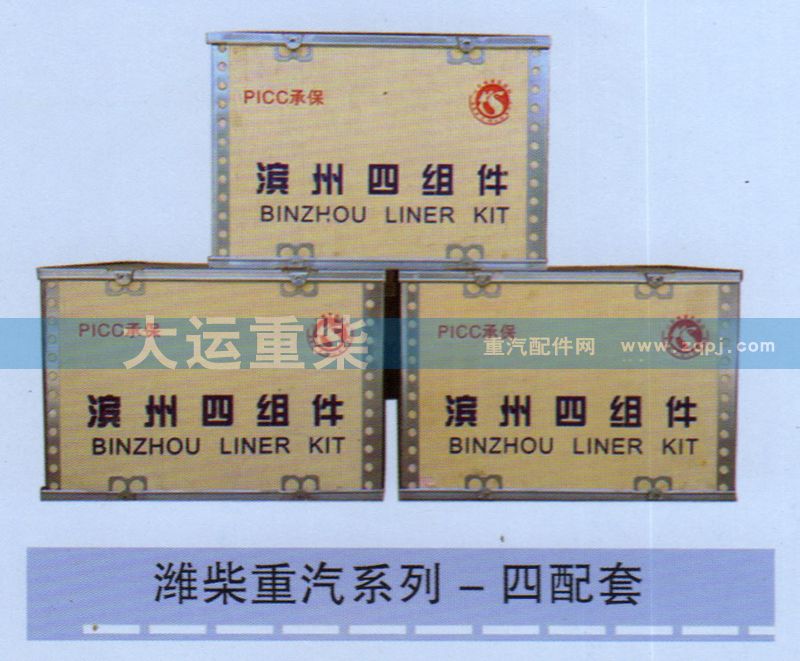 PICC承保
滨州四组件
BINZHOU LINER KIT
PICC承保
大运重柴
滨州四组件
BINZHOU LINER KIT
PICC承保
重汽配件网 www.zqpj.com
滨州四组件
BINZHOU LINER KIT
潍柴重汽系列 – 四配套